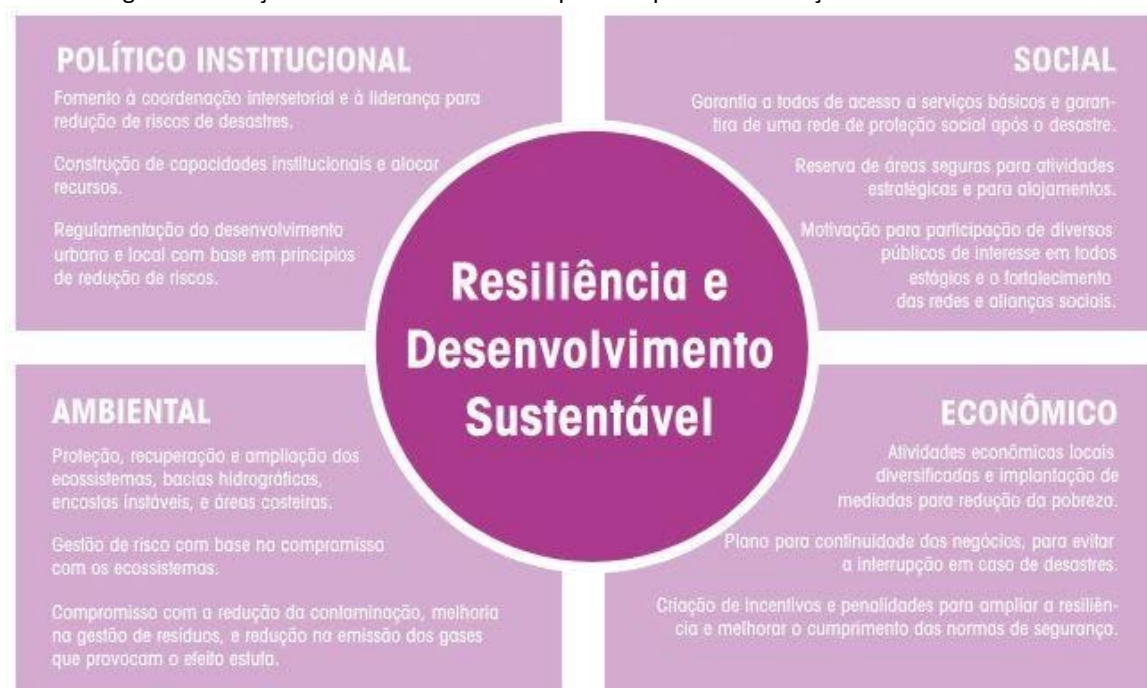 POLÍTICO INSTITUCIONAL
Fomento à coordenação intersetorial e à liderança para
redução de riscos de desastres.
Construção de capacidades institucionais e alocar
recursos.
Regulamentação do desenvolvimento
urbano e local com base em princípios
de redução de riscos.
SOCIAL
Garantia a todos de acesso a serviços básicos e garan-
tira de uma rede de proteção social após o desastre.
Reserva de áreas seguras para atividades
estratégicas e para alojamentos.
Motivação para participação de diversos
públicos de interesse em todos
estágios e o fortalecimento
das redes e alianços sociais.
Resiliência e
Desenvolvimento
Sustentável
AMBIENTAL
Proteção, recuperação e ampliação dos
ecossistemas, bacias hidrográficas,
encostas instáveis, e áreas costeiras.
Gestão de risco com base no compromisso
com os ecossistemas.
Compromisso com a redução da contaminação, melhoria
na gestão de resíduos, e redução na emissão dos gases
que provocam o efeito estufa.
ECONÔMICO
Atividades econômicas locais
diversificadas e implantação de
mediadas para redução da pobreza.
Plano para continuidade dos negócios, para evitar
a interrupção em caso de desastres.
Criação de incentivos e penalidades para ampliar a resiliên-
cia e melhorar o cumprimento das normas de segurança.